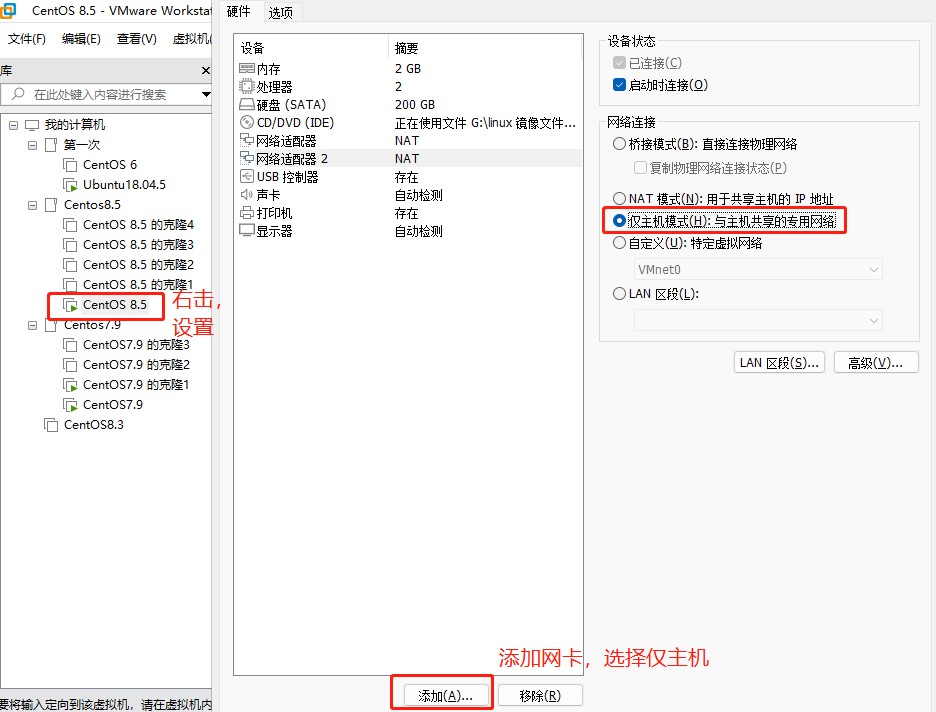 CentOS 8.5 - VMware Worksta
文件(F) 编辑(E) 查看(V) 虚拟机(
库
在此处键入内容进行搜索
我的计算机
第一次
CentOS 6
Ubuntu18.04.5
Centos8.5
CentOS 8.5 的克隆4
CentOS 8.5 的克隆3
CentOS 8.5 的克隆2
CentOS 8.5 的克隆1
CentOS 8.5
Centos7.9
CentOS7.9 的克隆3
CentOS7.9 的克隆2
CentOS7.9 的克隆1
CentOS7.9
CentOS8.3
要将输入定向到该虚拟机，请在虚拟机内
右击，
设置
硬件 选项
设备 摘要
内存 2 GB
处理器 2
硬盘 (SATA) 200 GB
CD/DVD (IDE) 正在使用文件 G:\linux 镜像文件...
网络适配器 NAT
网络适配器 2 NAT
USB 控制器 存在
声卡 自动检测
打印机 存在
显示器 自动检测
添加网卡，选择仅主机
添加(A)... 移除(R)
设备状态
已连接(C)
启动时连接(O)
网络连接
桥接模式(B): 直接连接物理网络
复制物理网络连接状态(P)
NAT 模式(N): 用于共享主机的 IP 地址
仅主机模式(H): 与主机共享的专用网络
自定义(U): 特定虚拟网络
VMnet0
LAN 区段(L):
LAN 区段(S)... 高级(V)...